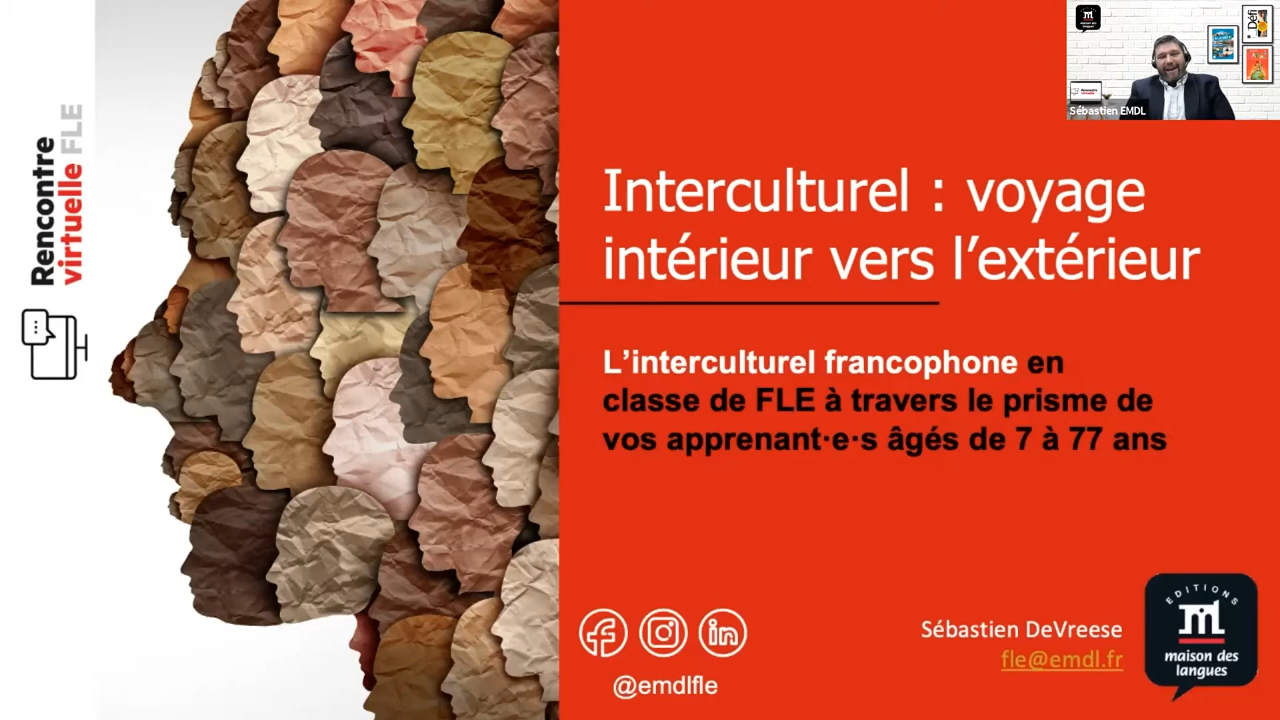 Rencontre
virtuelle FLE
Interculturel : voyage
intérieur vers l’extérieur
L’interculturel francophone en
classe de FLE à travers le prisme de
vos apprenant·e·s âgés de 7 à 77 ans
@emdlfle
Sébastien DeVreese
fle@emdl.fr
EDITIONS
maison des
langues
Sébastien EMDL
Défi